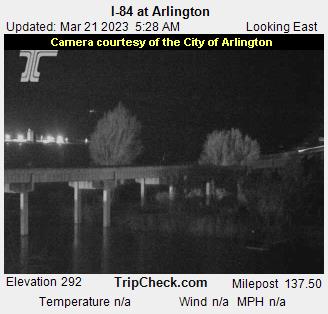 I-84 at Arlington
Updated: Mar 21 2023 5:28 AM Looking East
Camera courtesy of the City of Arlington
Elevation 292 TripCheck.com Milepost 137.50
Temperature n/a Wind n/a MPH n/a